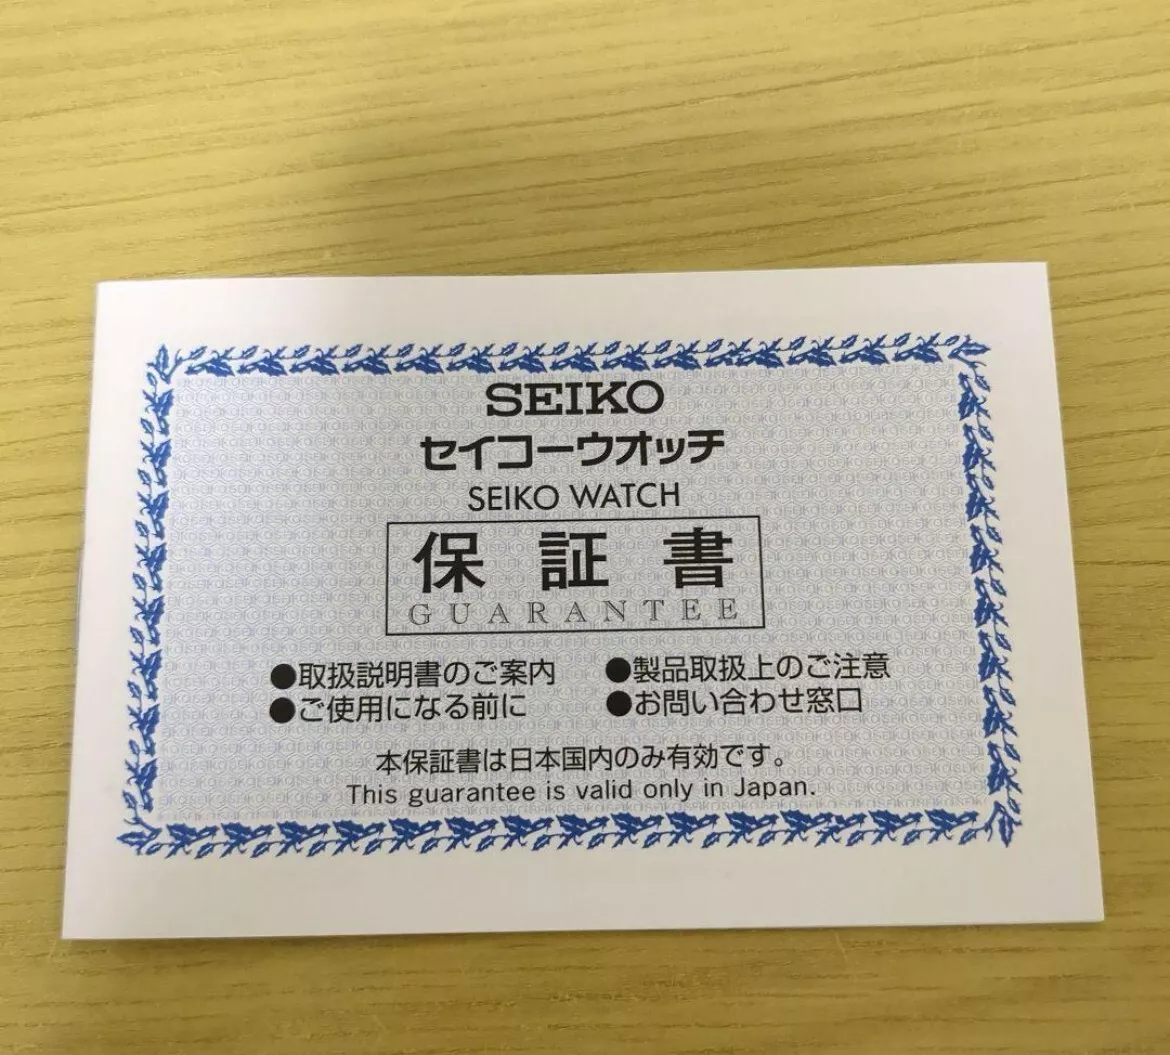 SEIKO
セイコーウオッチ
SEIKO WATCH
保証書
GUARANTEE
●取扱説明書のご案内 ●製品取扱上のご注意
●ご使用になる前に ●お問い合わせ窓口
本保証書は日本国内のみ有効です。
This guarantee is valid only in Japan.